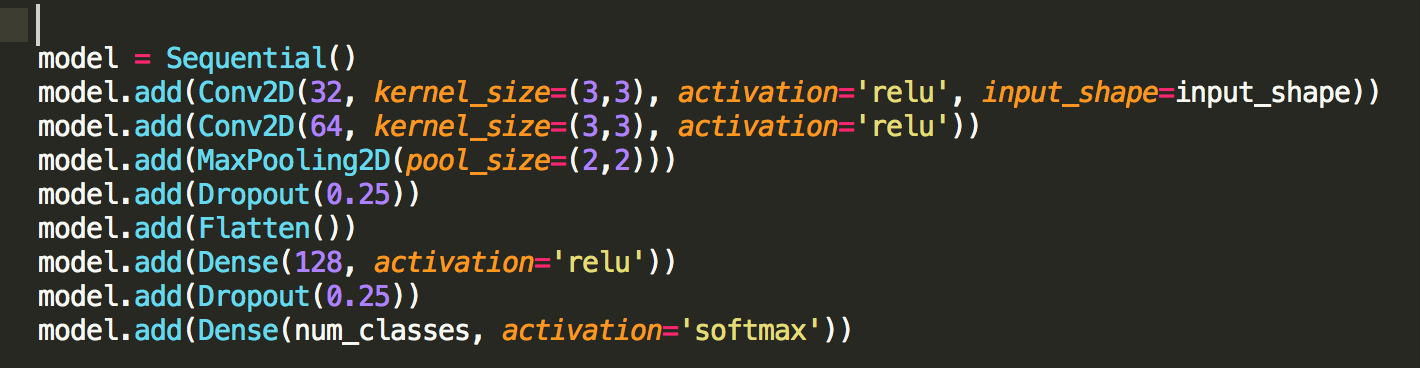 model = Sequential()
model.add(Conv2D(32, kernel_size=(3,3), activation='relu', input_shape=input_shape))
model.add(Conv2D(64, kernel_size=(3,3), activation='relu'))
model.add(MaxPooling2D(pool_size=(2,2)))
model.add(Dropout(0.25))
model.add(Flatten())
model.add(Dense(128, activation='relu'))
model.add(Dropout(0.25))
model.add(Dense(num_classes, activation='softmax'))